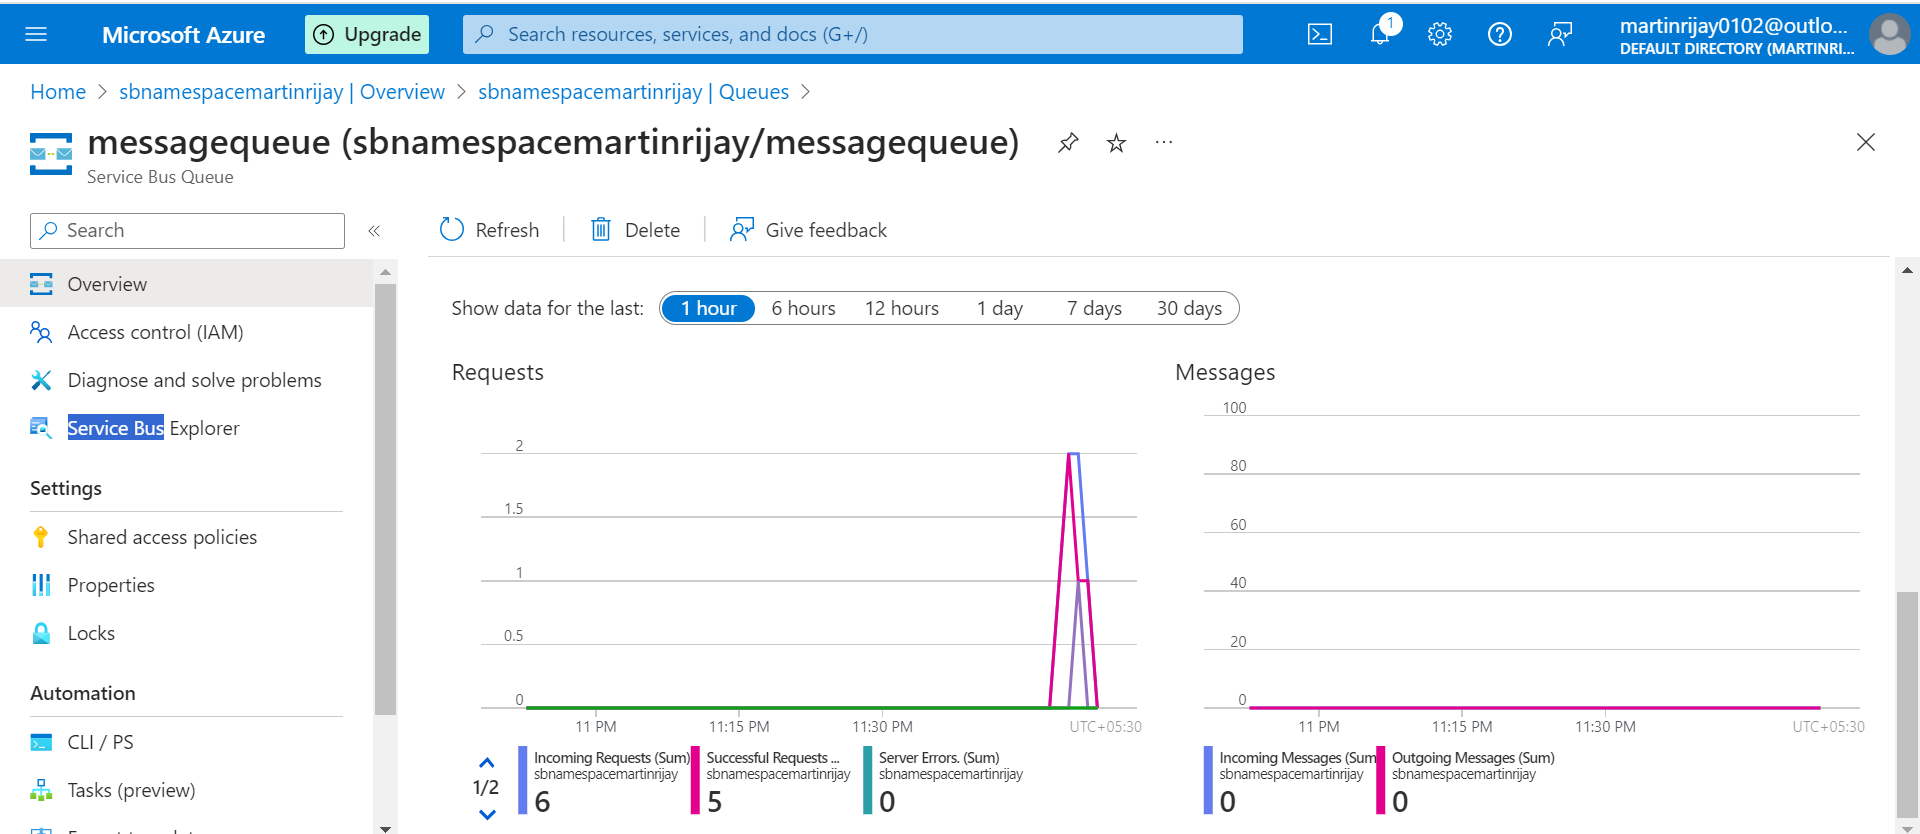 Microsoft Azure
Upgrade
Search resources, services, and docs (G+/)
1
martinrijay0102@outlo...
DEFAULT DIRECTORY (MARTINRI...
Home > sbnamespacemartinrijay | Overview > sbnamespacemartinrijay | Queues >
messagequeue (sbnamespacemartinrijay/messagequeue)
...
Service Bus Queue
Search
«
Refresh
Delete
Give feedback
Overview
Access control (IAM)
Diagnose and solve problems
Service Bus Explorer
Settings
Shared access policies
Properties
Locks
Automation
CLI / PS
Tasks (preview)
Show data for the last:
1 hour
6 hours
12 hours
1 day
7 days
30 days
Requests
2
1.5
1
0.5
0
11 PM
11:15 PM
11:30 PM
UTC+05:30
1/2
Incoming Requests (Sum)
sbnamespacemartinrijay
6
Successful Requests ...
sbnamespacemartinrijay
5
Server Errors. (Sum)
sbnamespacemartinrijay
0
Messages
100
80
60
40
20
0
11 PM
11:15 PM
11:30 PM
UTC+05:30
Incoming Messages (Sum
sbnamespacemartinrijay
0
Outgoing Messages (Sum)
sbnamespacemartinrijay
0